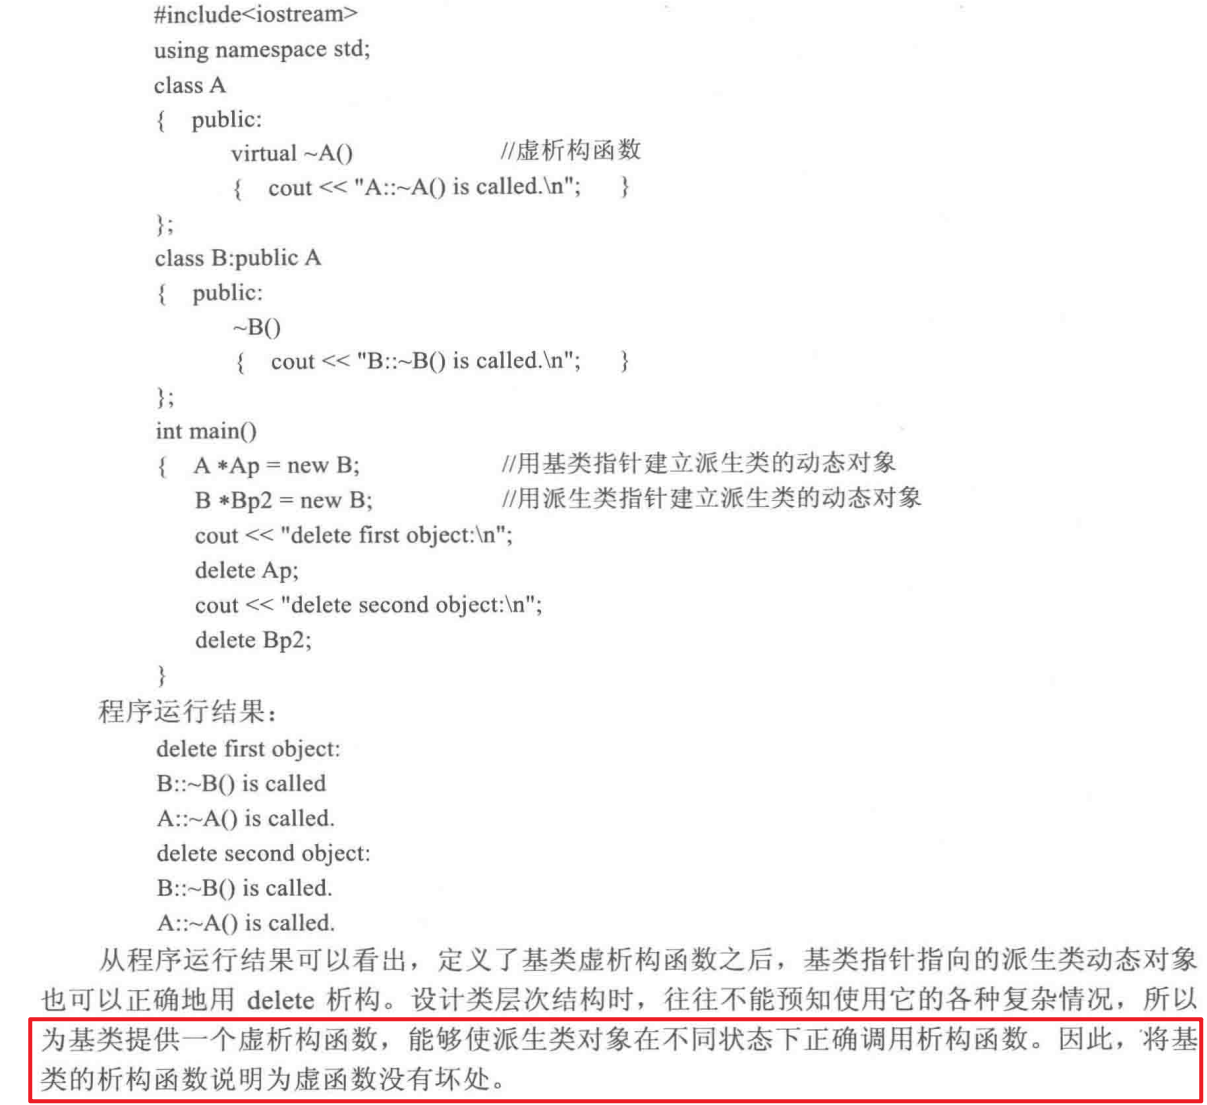 #include<iostream>
using namespace std;
class A
{ public:
virtual ~A() //虚析构函数
{ cout << "A::~A() is called.\n"; }
};
class B:public A
{ public:
~B()
{ cout << "B::~B() is called.\n"; }
};
int main()
{ A *Ap = new B; //用基类指针建立派生类的动态对象
B *Bp2 = new B; //用派生类指针建立派生类的动态对象
cout << "delete first object:\n";
delete Ap;
cout << "delete second object:\n";
delete Bp2;
}
程序运行结果：
delete first object:
B::~B() is called
A::~A() is called.
delete second object:
B::~B() is called.
A::~A() is called.
从程序运行结果可以看出，定义了基类虚析构函数之后，基类指针指向的派生类动态对象
也可以正确地用 delete 析构。设计类层次结构时，往往不能预知使用它的各种复杂情况，所以
为基类提供一个虚析构函数，能够使派生类对象在不同状态下正确调用析构函数。因此，将基
类的析构函数说明为虚函数没有坏处。